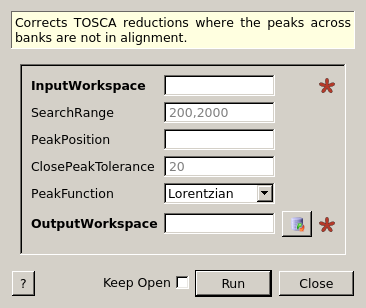 Corrects TOSCA reductions where the peaks across
banks are not in alignment.
InputWorkspace
SearchRange 200,2000
PeakPosition
ClosePeakTolerance 20
PeakFunction Lorentzian
OutputWorkspace
? Keep Open Run Close